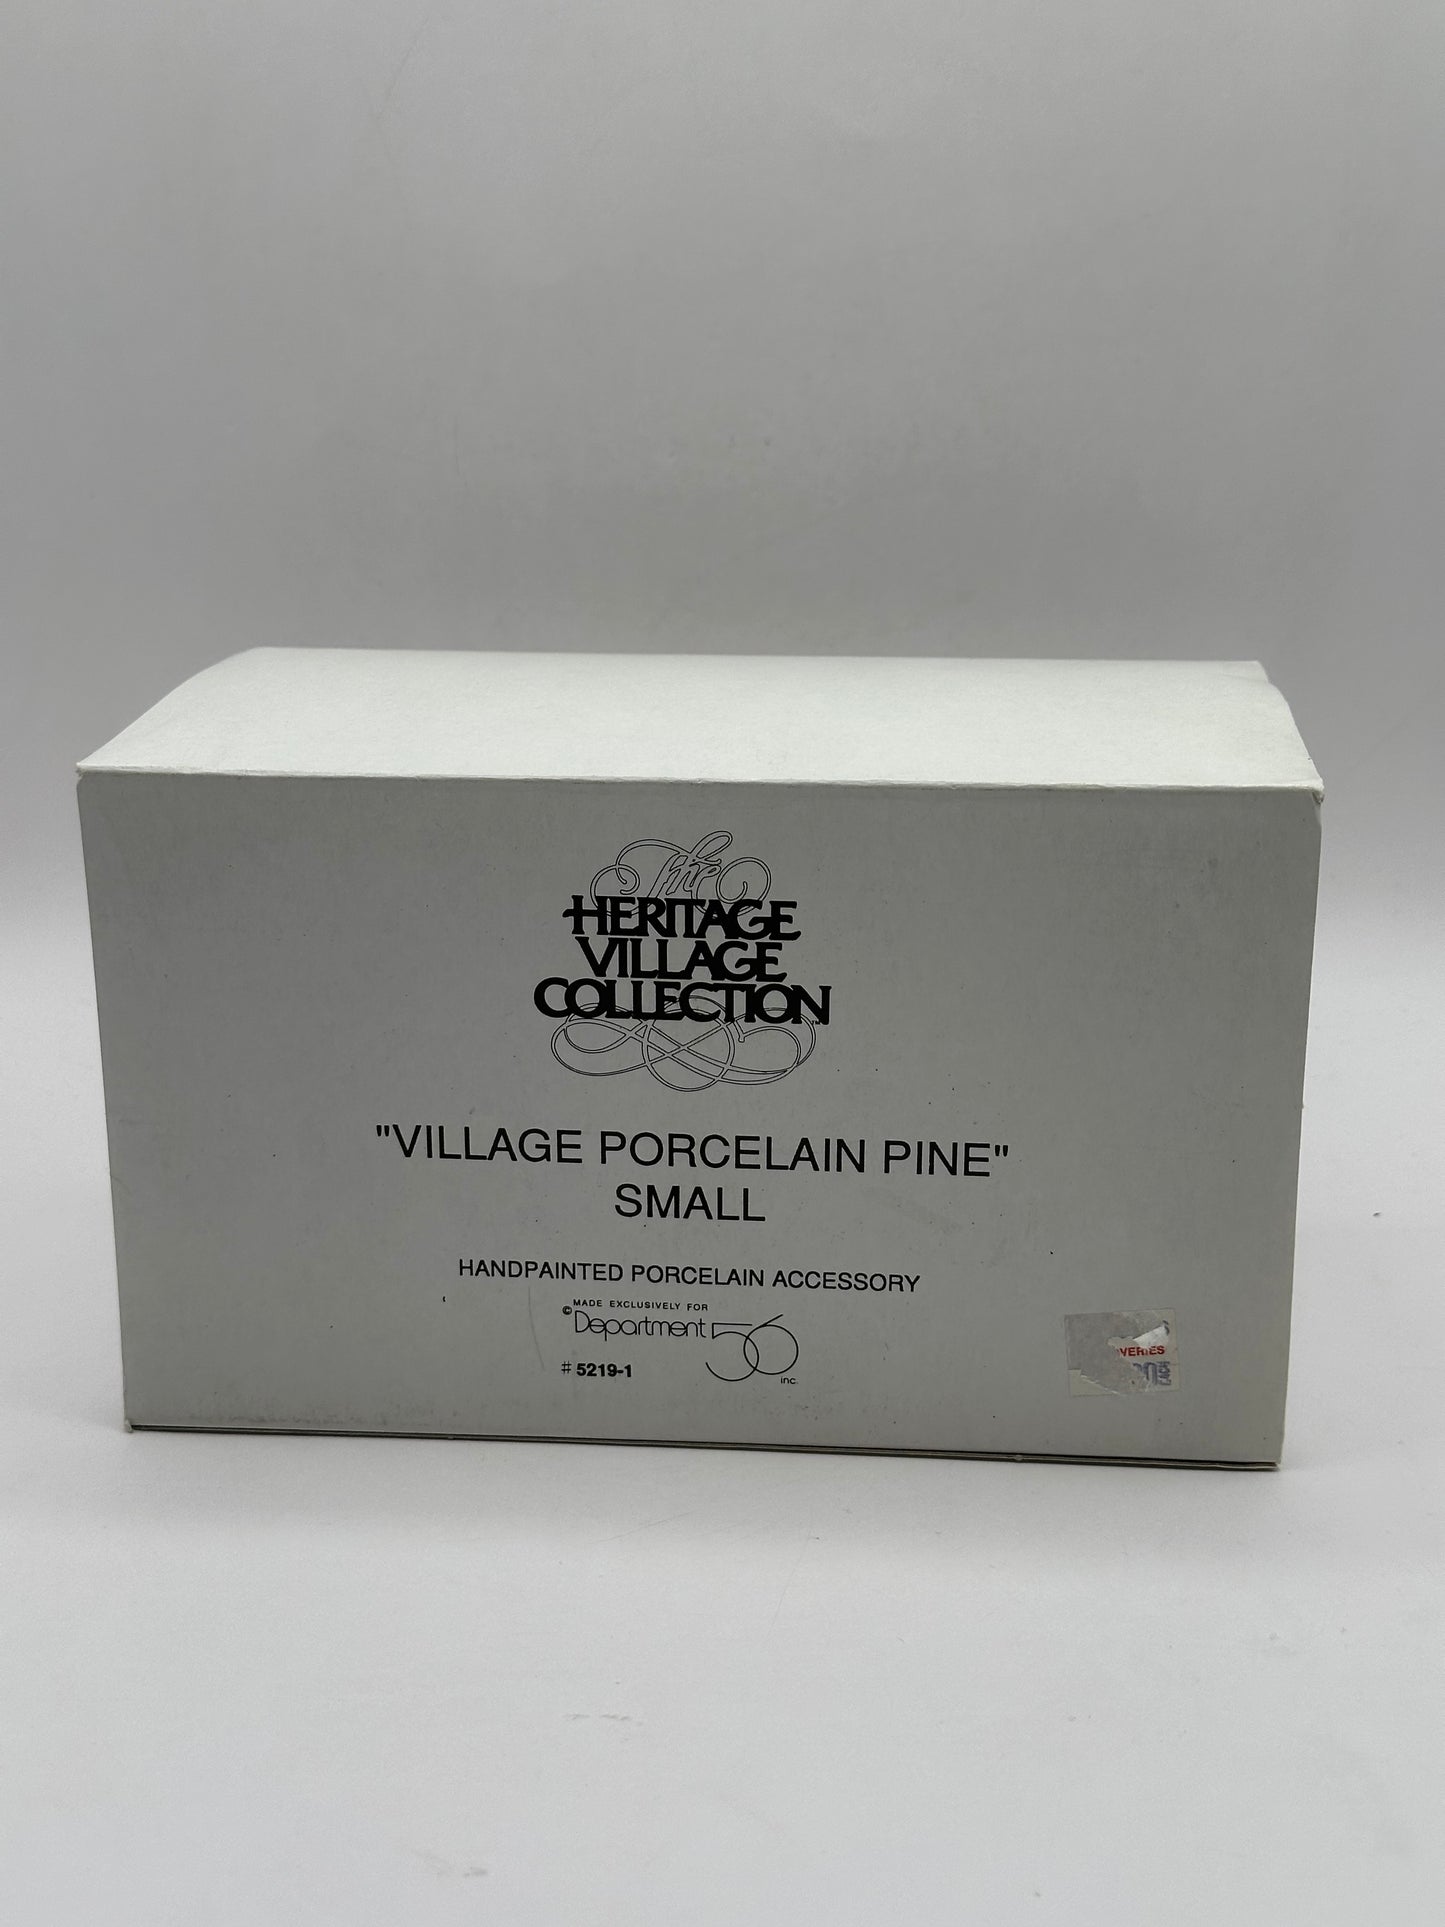 The
HERITAGE
VILLAGE
COLLECTION
"VILLAGE PORCELAIN PINE"
SMALL
HANDPAINTED PORCELAIN ACCESSORY
MADE EXCLUSIVELY FOR
© Department 56 inc.
# 5219-1
EACH